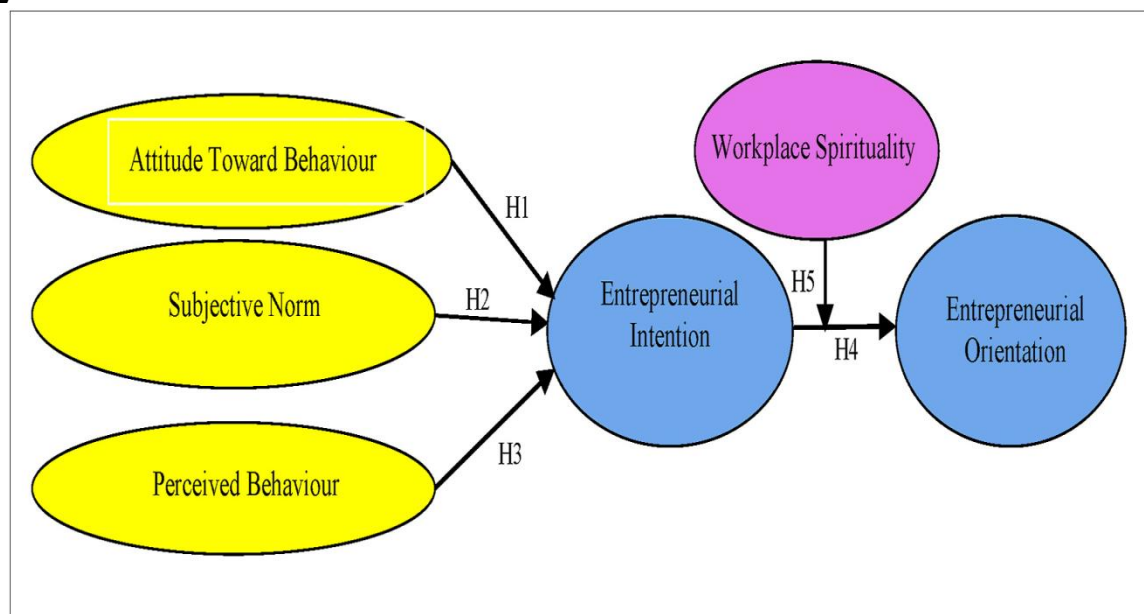 Attitude Toward Behaviour
H1
Subjective Norm
H2
Perceived Behaviour
H3
Entrepreneurial
Intention
Workplace Spirituality
H5
H4
Entrepreneurial
Orientation